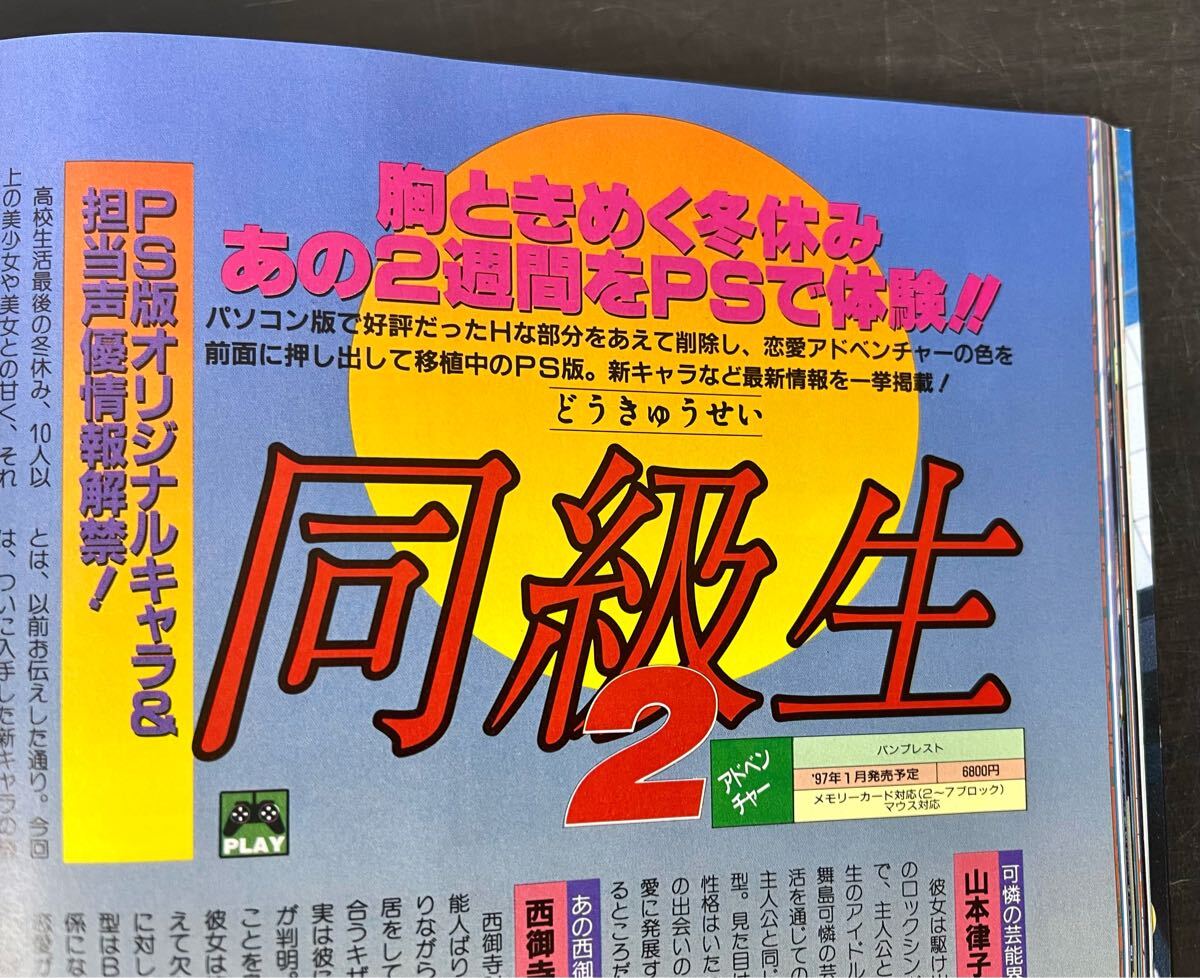 胸ときめく冬休み
あの2週間をPSで体験!!
パソコン版で好評だったHな部分をあえて削除し、恋愛アドベンチャーの色を
前面に押し出して移植中のPS版。新キャラなど最新情報を一挙掲載!
どうきゅうせい
同級生
2
アドベン
チャー
バンプレスト
'97年1月発売予定
6800円
メモリーカード対応(2〜7ブロック)
マウス対応
PS版オリジナルキャラ&
担当声優情報解禁!
高校生活最後の冬休み、10人以
上の美少女や美女との甘く、それ
とは、以前お伝えした通り。今回
は、ついに入手した新キャラの
PLAY
可憐の芸能界
山本律子
彼女は駆け
のロックシン
で、主人公と
生のアイドル
舞島可憐の芸
活を通しての
主人公と同い
型。見た目は
性格はいた
の出会いの
愛に発展す
るところだ
あの西御
西御寺
西御寺
能人ばり
りながら
居をして
合うキザ
実は彼
が判明。
ことを
彼女は
えて欠
に対し
型はB
係にな